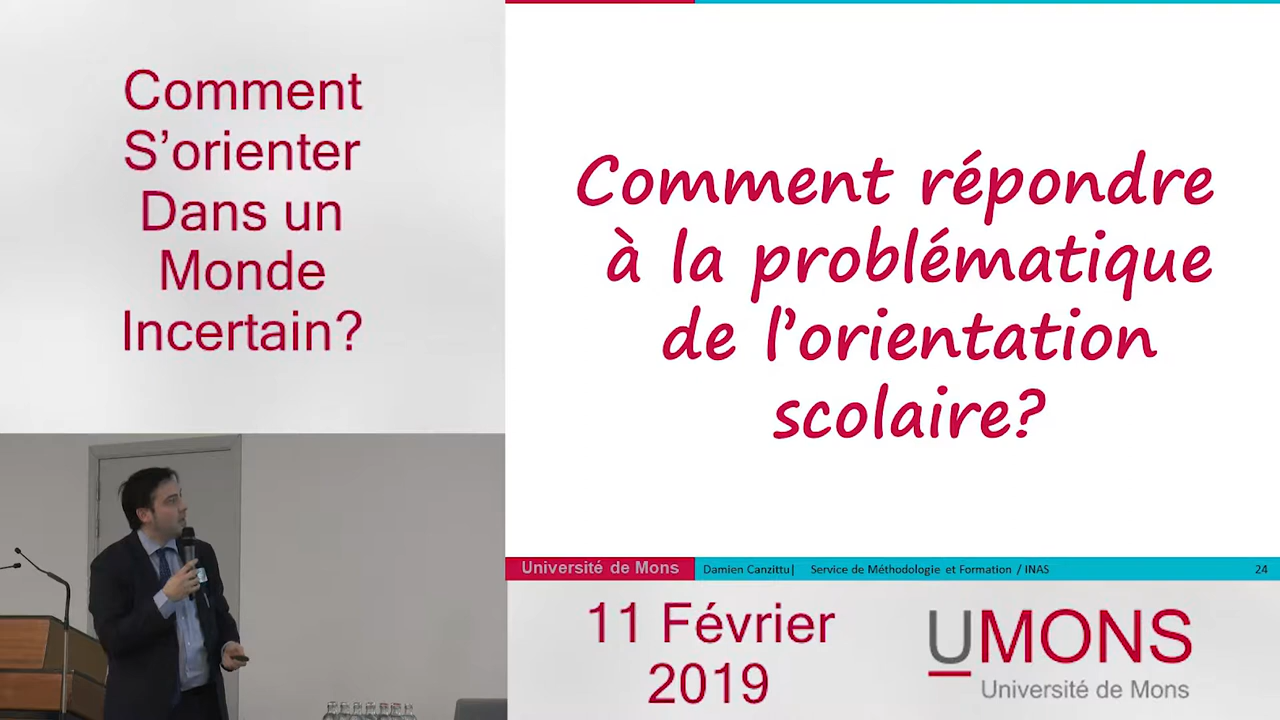 Comment
S'orienter
Dans un
Monde
Incertain?
Comment répondre
à la problématique
de l'orientation
scolaire?
Université de Mons
Damien Canzittu| Service de Méthodologie et Formation / INAS
24
11 Février
2019
UMONS
Université de Mons